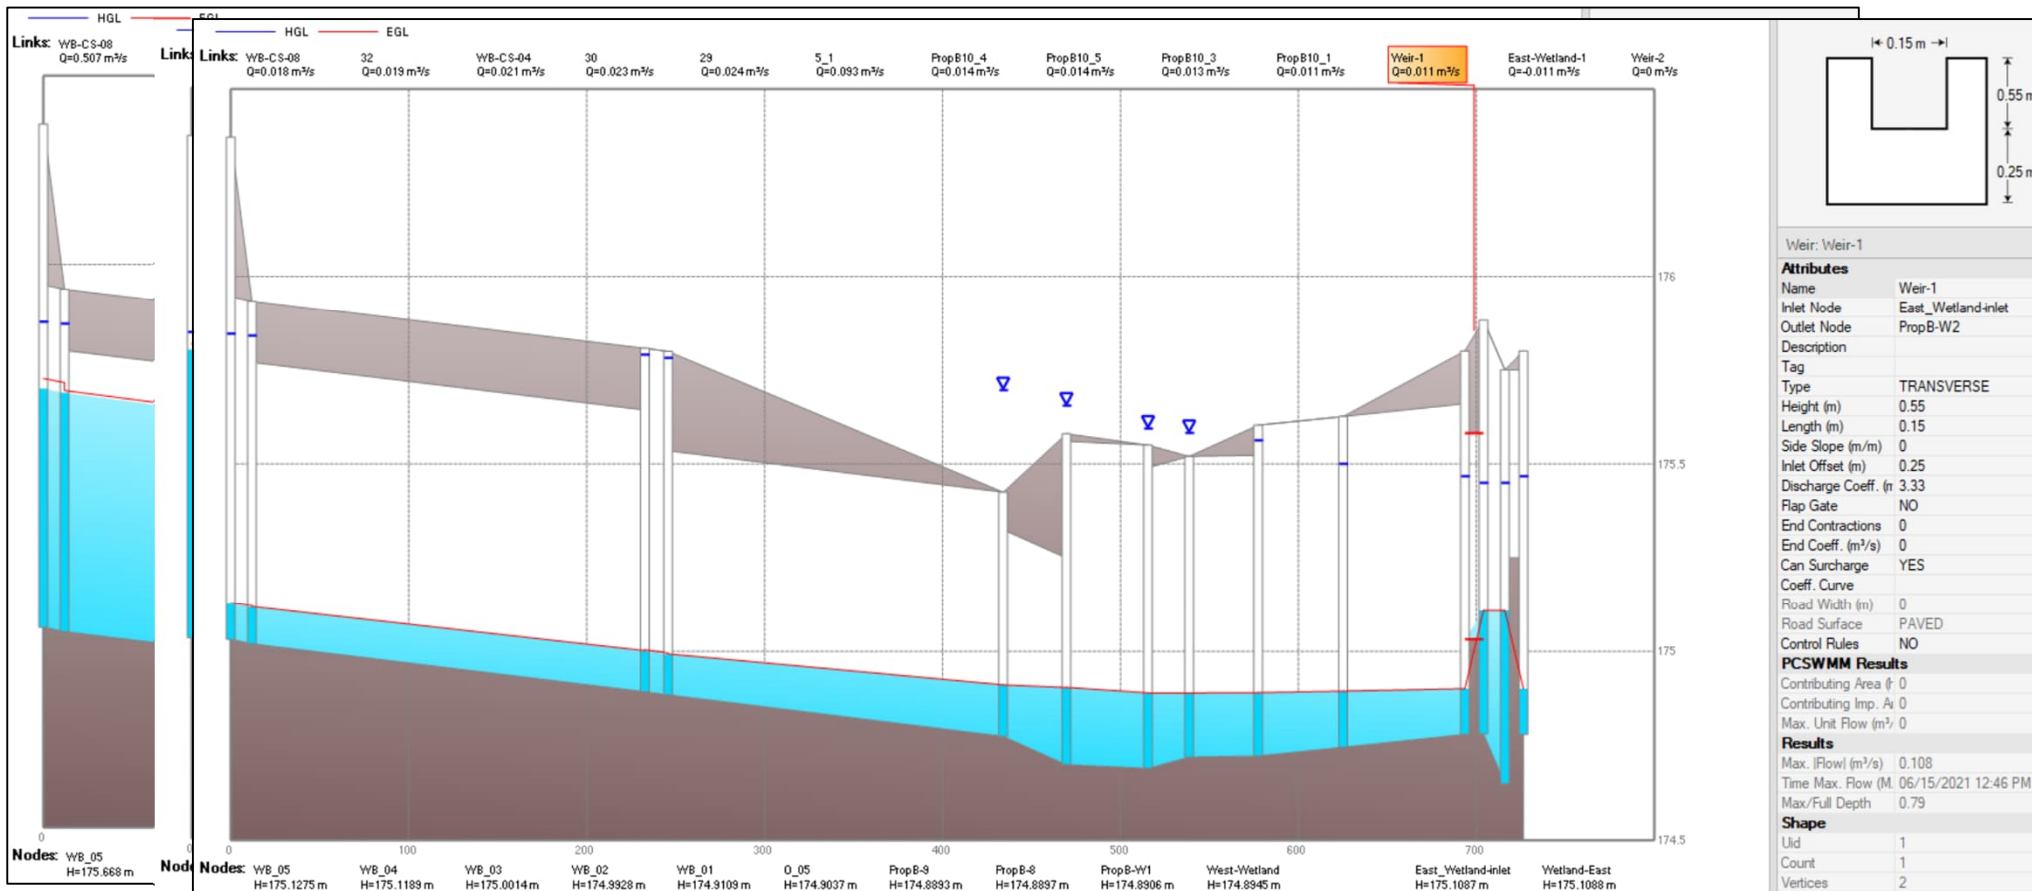 HGL
EGL
Links: WB-CS-08
Q=0.507 m³/s
0
Nodes: WB_05
H=175.668 m
HGL EGL
Links: WB-CS-08 32 WB-CS-04 30 29 5_1 PropB10_4 PropB10_5 PropB10_3 PropB10_1 Weir-1 East-Wetland-1 Weir-2
Q=0.018 m³/s Q=0.019 m³/s Q=0.021 m³/s Q=0.023 m³/s Q=0.024 m³/s Q=0.093 m³/s Q=0.014 m³/s Q=0.014 m³/s Q=0.013 m³/s Q=0.011 m³/s Q=0.011 m³/s Q=-0.011 m³/s Q=0 m³/s
176
175.5
175
174.5
0 100 200 300 400 500 600 700
Nodes: WB_05 WB_04 WB_03 WB_02 WB_01 O_05 PropB-9 PropB-8 PropB-W1 West-Wetland East_Wetland-inlet Wetland-East
H=175.1275 m H=175.1189 m H=175.0014 m H=174.9928 m H=174.9109 m H=174.9037 m H=174.8893 m H=174.8897 m H=174.8906 m H=174.8945 m H=175.1087 m H=175.1088 m
0.15 m
0.55 m
0.25 m
Weir: Weir-1
Attributes
Name Weir-1
Inlet Node East_Wetland-inlet
Outlet Node PropB-W2
Description
Tag
Type TRANSVERSE
Height (m) 0.55
Length (m) 0.15
Side Slope (m/m) 0
Inlet Offset (m) 0.25
Discharge Coeff. (m 3.33
Flap Gate NO
End Contractions 0
End Coeff. (m³/s) 0
Can Surcharge YES
Coeff. Curve
Road Width (m) 0
Road Surface PAVED
Control Rules NO
PCSWMM Results
Contributing Area (h 0
Contributing Imp. A 0
Max. Unit Flow (m³/ 0
Results
Max. |Flow| (m³/s) 0.108
Time Max. Flow (M. 06/15/2021 12:46 PM
Max/Full Depth 0.79
Shape
Uid 1
Count 1
Vertices 2